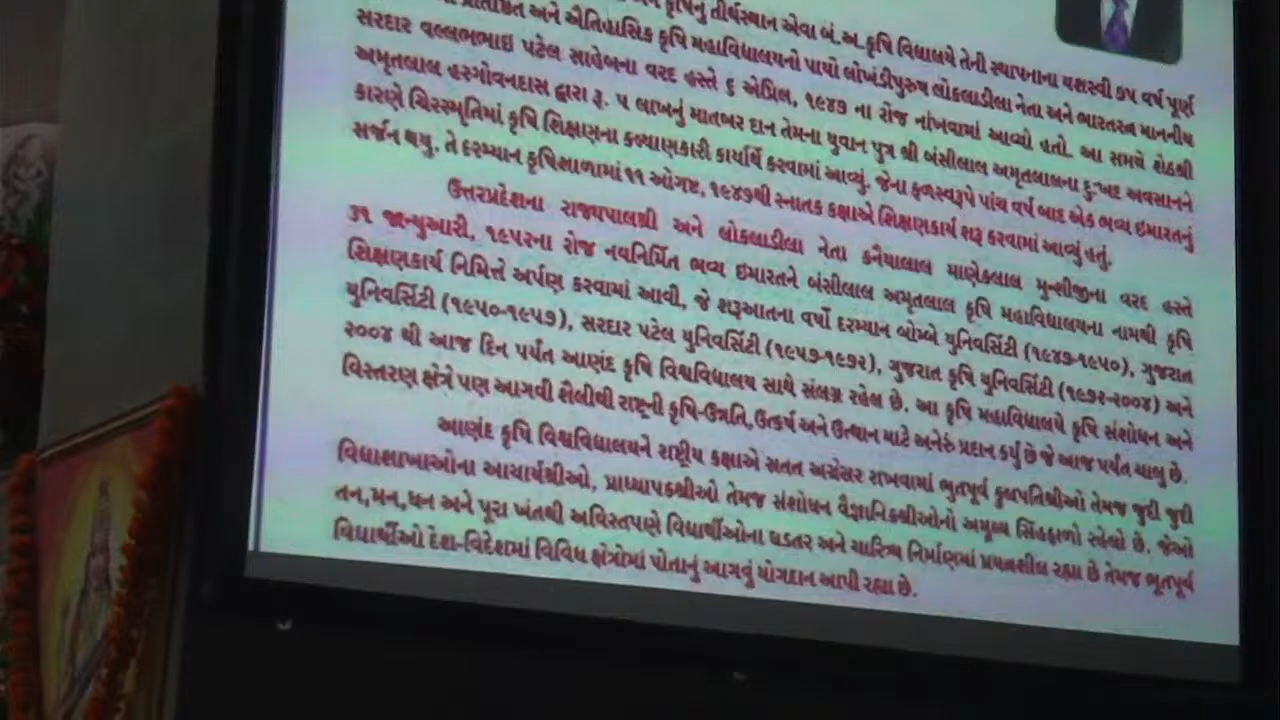 કૃષિનું તીર્થસ્થાન એવા બં.અ.કૃષિ વિદ્યાલયે તેની સ્થાપનાના યશસ્વી ૭૫ વર્ષ પૂર્ણ
પ્રતિષ્ઠિત અને ઐતિહાસિક કૃષિ મહાવિદ્યાલયનો પાયો લોખંડીપુરુષ લોકલાડીલા નેતા અને ભારતરત્ન માનનીય
સરદાર વલ્લભભાઇ પટેલ સાહેબના વરદ હસ્તે ૬ એપ્રિલ, ૧૯૪૭ ના રોજ નાંખવામાં આવ્યો હતો. આ સમયે શેઠશ્રી
અમૃતલાલ હરગોવનદાસ દ્વારા રૂ. ૫ લાખનું માતબર દાન તેમના યુવાન પુત્ર શ્રી બંસીલાલ અમૃતલાલના દુ:ખદ અવસાનને
કારણે ચિરસ્મૃતિમાં કૃષિ શિક્ષણના કલ્યાણકારી કાર્યાર્થે કરવામાં આવ્યું. જેના ફળસ્વરૂપે પાંચ વર્ષ બાદ એક ભવ્ય ઇમારતનું
સર્જન થયુ. તે દરમ્યાન કૃષિશાળામાં ૧૧ ઓગષ્ટ, ૧૯૪૭થી સ્નાતક કક્ષાએ શિક્ષણકાર્ય શરૂ કરવામાં આવ્યું હતું.
ઉત્તરપ્રદેશના રાજ્યપાલશ્રી અને લોકલાડીલા નેતા કનૈયાલાલ માણેકલાલ મુન્શીજીના વરદ હસ્તે
૩૧ જાન્યુઆરી, ૧૯૫૨ના રોજ નવનિર્મિત ભવ્ય ઇમારતને બંસીલાલ અમૃતલાલ કૃષિ મહાવિદ્યાલયના નામથી કૃષિ
શિક્ષણકાર્ય નિમિત્તે અર્પણ કરવામાં આવી, જે શરૂઆતના વર્ષો દરમ્યાન બોમ્બે યુનિવર્સિટી (૧૯૪૭-૧૯૫૦), ગુજરાત
યુનિવર્સિટી (૧૯૫૦-૧૯૫૭), સરદાર પટેલ યુનિવર્સિટી (૧૯૫૭-૧૯૭૨), ગુજરાત કૃષિ યુનિવર્સિટી (૧૯૭૨-૨૦૦૪) અને
૨૦૦૪ થી આજ દિન પર્યંત આણંદ કૃષિ વિશ્વવિદ્યાલય સાથે સંલગ્ન રહેલ છે. આ કૃષિ મહાવિદ્યાલયે કૃષિ સંશોધન અને
વિસ્તરણ ક્ષેત્રે પણ આગવી શૈલીથી રાષ્ટ્રની કૃષિ-ઉન્નતિ, ઉત્કર્ષ અને ઉત્થાન માટે અનેરું પ્રદાન કર્યું છે જે આજ પર્યંત ચાલુ છે.
આણંદ કૃષિ વિશ્વવિદ્યાલયને રાષ્ટ્રીય કક્ષાએ સતત અગ્રેસર રાખવામાં ભુતપૂર્વ કુલપતિશ્રીઓ તેમજ જુદી જુદી
વિદ્યાશાખાઓના આચાર્યશ્રીઓ, પ્રાધ્યાપકશ્રીઓ તેમજ સંશોધન વૈજ્ઞાનિકશ્રીઓનો અમૂલ્ય સિંહફાળો રહેલો છે. જેઓ
તન,મન,ધન અને પૂરા ખંતથી અવિરતપણે વિદ્યાર્થીઓના ઘડતર અને ચારિત્ર્ય નિર્માણમાં પ્રયત્નશીલ રહ્યા છે તેમજ ભૂતપૂર્વ
વિદ્યાર્થીઓ દેશ-વિદેશમાં વિવિધ ક્ષેત્રોમાં પોતાનું આગવું યોગદાન આપી રહ્યા છે.